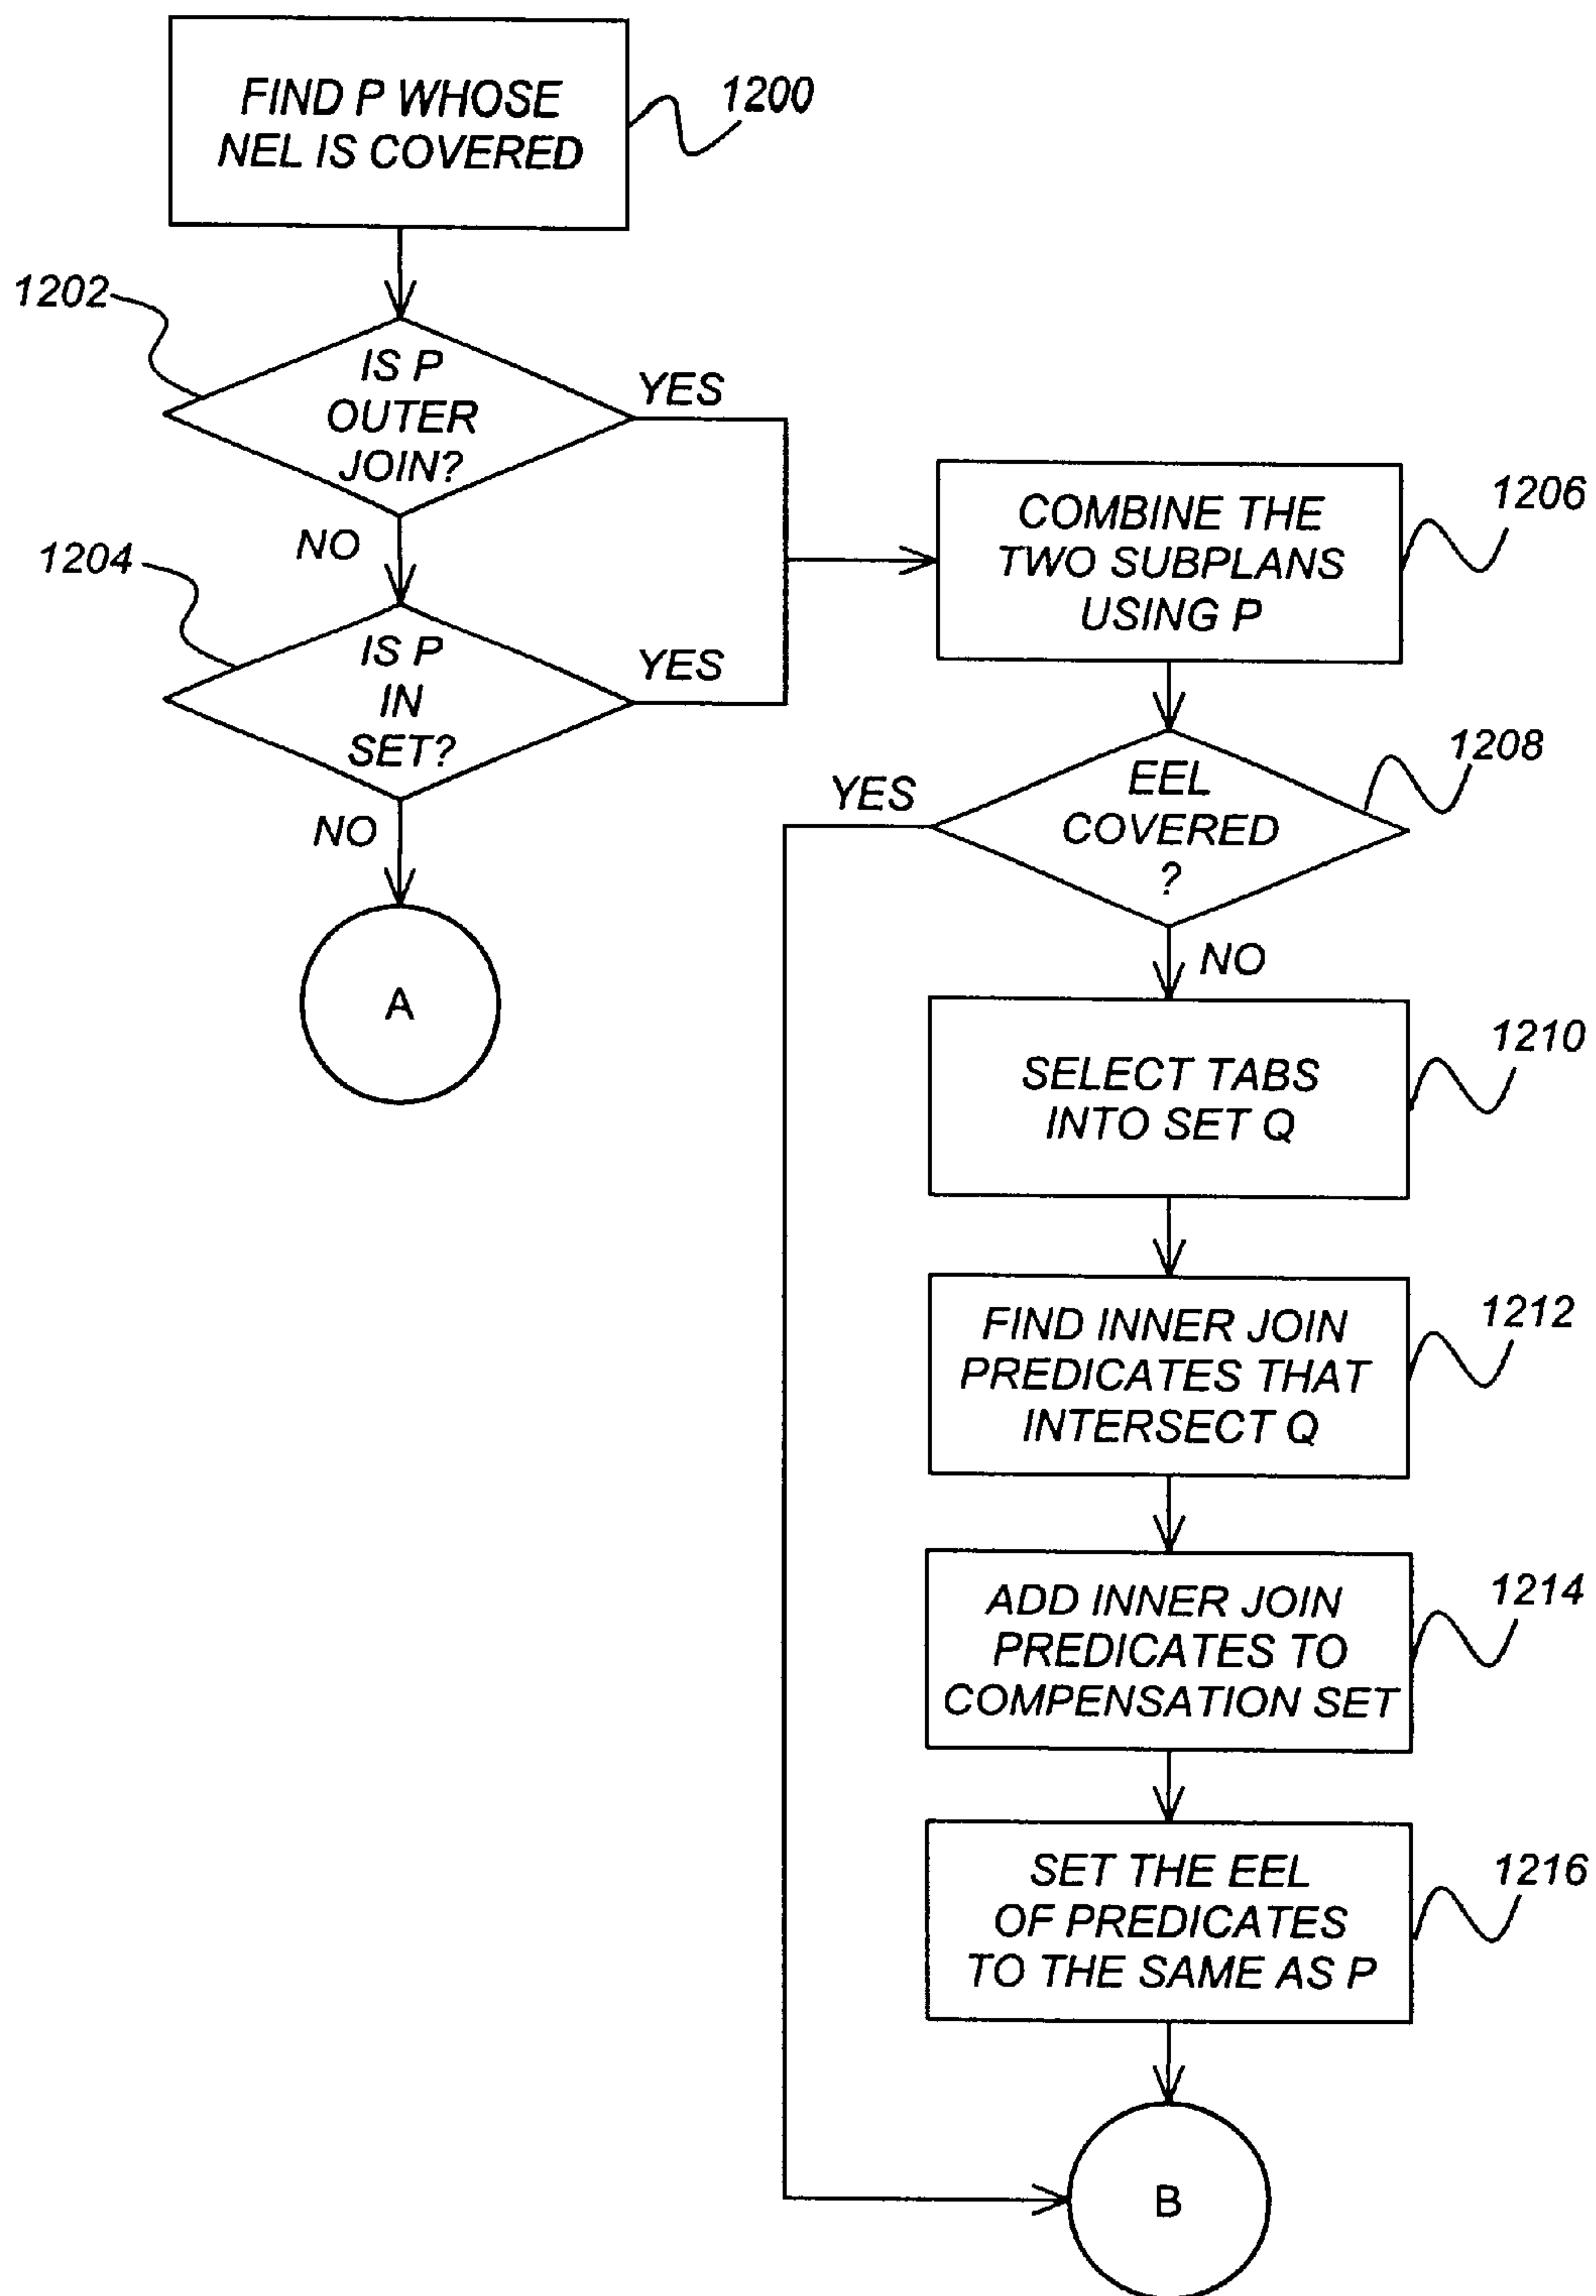 FIND P WHOSE
NEL IS COVERED
1200
1202
IS P
OUTER
JOIN?
YES
NO
1204
IS P
IN
SET?
YES
NO
A
COMBINE THE
TWO SUBPLANS
USING P
1206
EEL
COVERED
?
1208
YES
NO
SELECT TABS
INTO SET Q
1210
FIND INNER JOIN
PREDICATES THAT
INTERSECT Q
1212
ADD INNER JOIN
PREDICATES TO
COMPENSATION SET
1214
SET THE EEL
OF PREDICATES
TO THE SAME AS P
1216
B